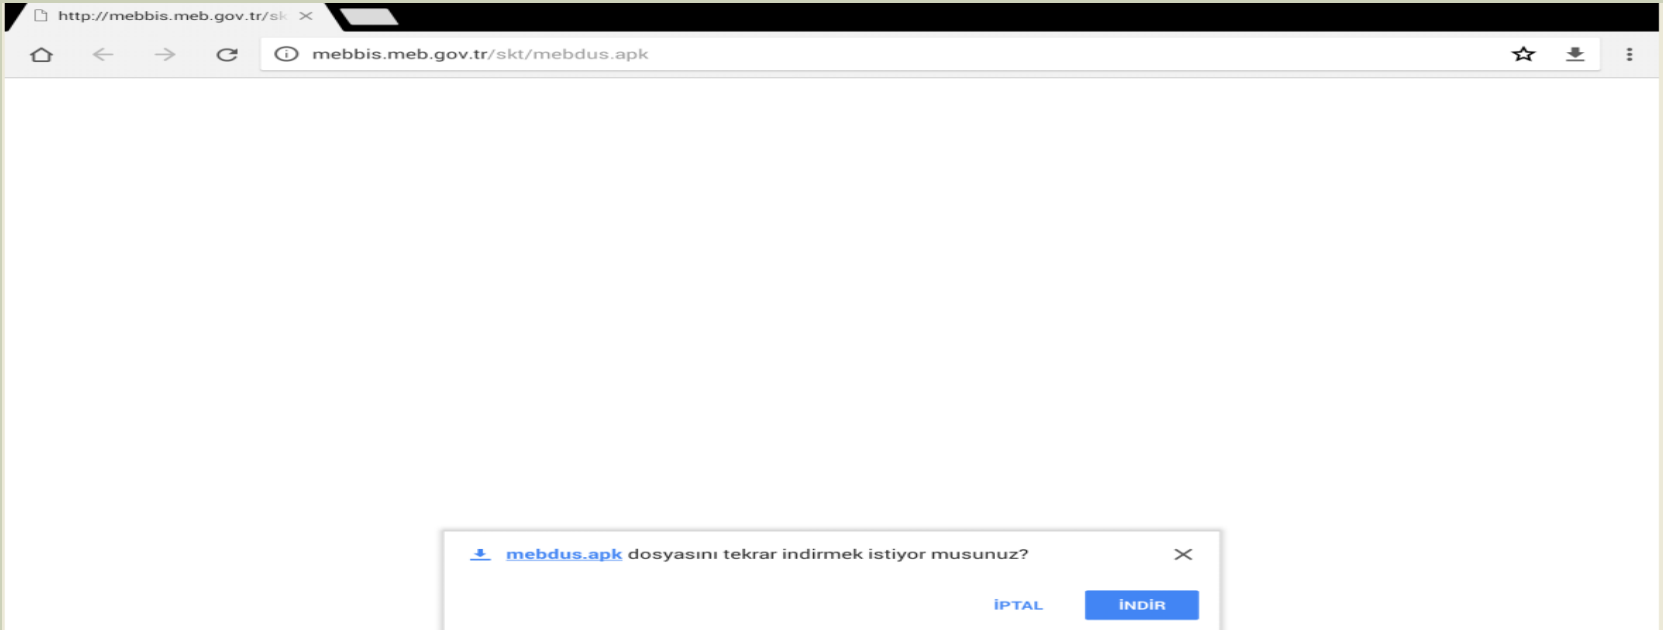 http://mebbis.meb.gov.tr/sk
mebbis.meb.gov.tr/skt/mebdus.apk
mebdus.apk dosyasını tekrar indirmek istiyor musunuz?
İPTAL
İNDİR